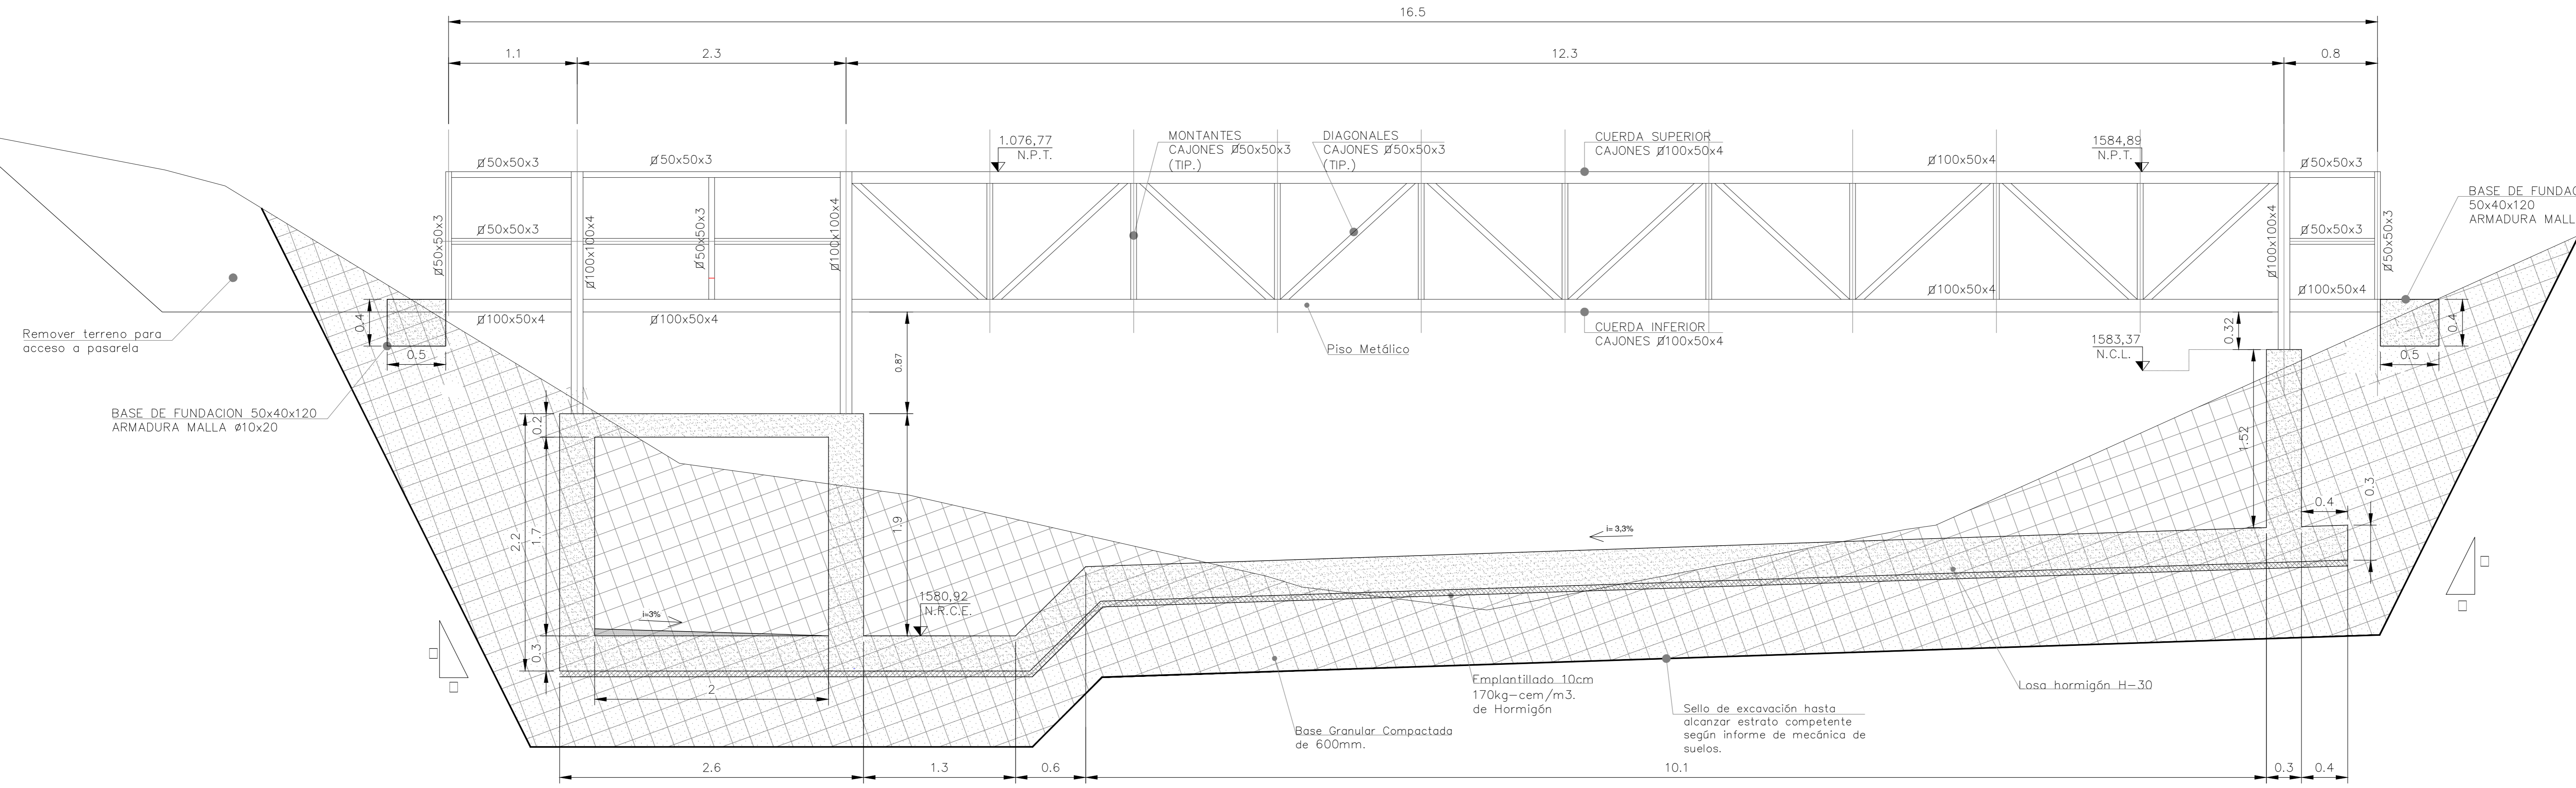 16.5
1.1
2.3
12.3
0.8
1.076,77
N.P.T.
MONTANTES
CAJONES Ø50x50x3
(TIP.)
DIAGONALES
CAJONES Ø50x50x3
(TIP.)
CUERDA SUPERIOR
CAJONES Ø100x50x4
1584,89
N.P.T.
Ø50x50x3
Ø50x50x3
Ø100x50x4
Ø50x50x3
BASE DE FUNDAC
50x40x120
ARMADURA MALL
Ø50x50x3
Ø50x50x3
Ø100x100x4
Ø50x50x3
Ø100x100x4
Ø100x100x4
Ø50x50x3
Ø50x50x3
Ø100x50x4
Ø100x50x4
Ø100x50x4
Ø100x50x4
Remover terreno para
acceso a pasarela
0.4
0.5
0.87
Piso Metálico
CUERDA INFERIOR
CAJONES Ø100x50x4
1583,37
N.C.L.
0.32
0.4
0.5
BASE DE FUNDACION 50x40x120
ARMADURA MALLA Ø10x20
0.2
1.7
2.2
0.3
1.9
1.52
0.4
0.3
i= 3,3%
i=3%
1580,92
N.R.C.E.
2
Emplantillado 10cm
170kg-cem/m3.
de Hormigón
Losa hormigón H-30
Base Granular Compactada
de 600mm.
Sello de excavación hasta
alcanzar estrato competente
según informe de mecánica de
suelos.
2.6
1.3
0.6
10.1
0.3
0.4